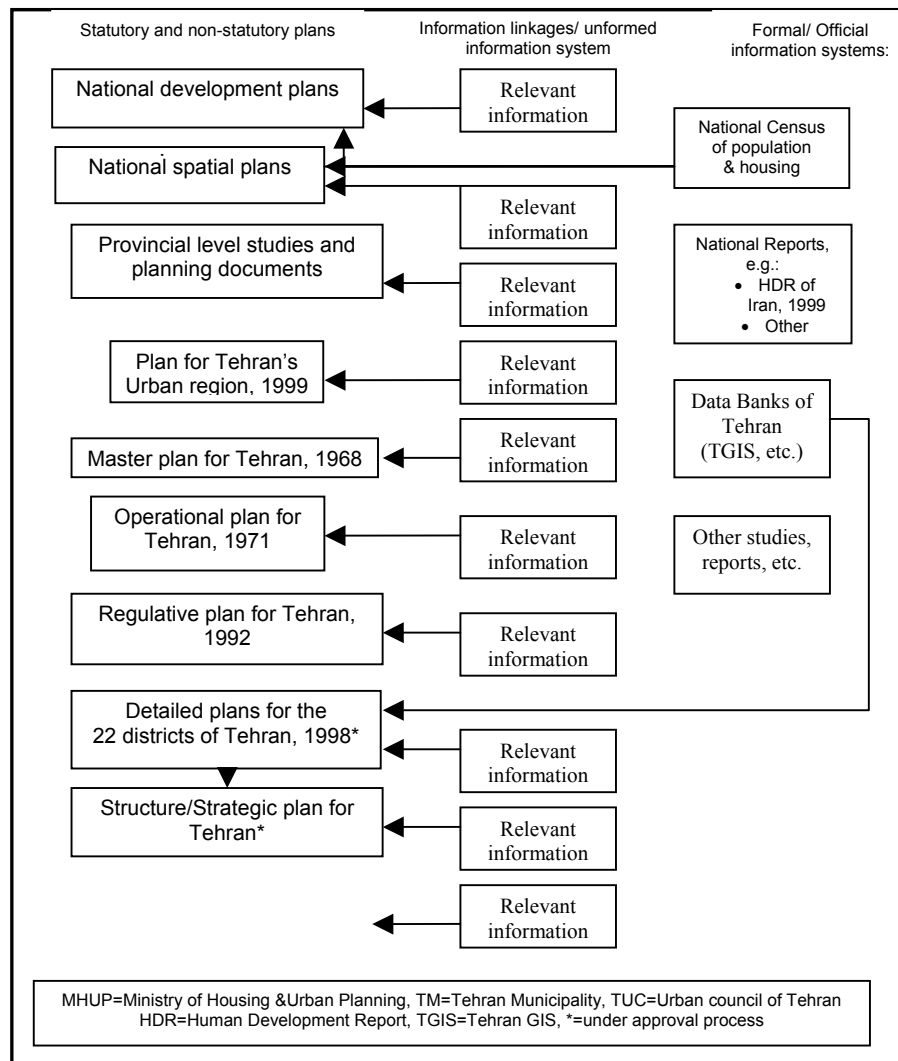 Statutory and non-statutory plans
Information linkages/ unformed
information system
Formal/ Official
information systems:
National development plans
Relevant
information
National Census
of population
& housing
National spatial plans
Relevant
information
Provincial level studies and
planning documents
Relevant
information
National Reports,
e.g.:
• HDR of
Iran, 1999
• Other
Plan for Tehran’s
Urban region, 1999
Relevant
information
Data Banks of
Tehran
(TGIS, etc.)
Master plan for Tehran, 1968
Relevant
information
Operational plan for
Tehran, 1971
Relevant
information
Other studies,
reports, etc.
Regulative plan for Tehran,
1992
Relevant
information
Detailed plans for the
22 districts of Tehran, 1998*
Relevant
information
Structure/Strategic plan for
Tehran*
Relevant
information
Relevant
information
MHUP=Ministry of Housing &Urban Planning, TM=Tehran Municipality, TUC=Urban council of Tehran
HDR=Human Development Report, TGIS=Tehran GIS, *=under approval process